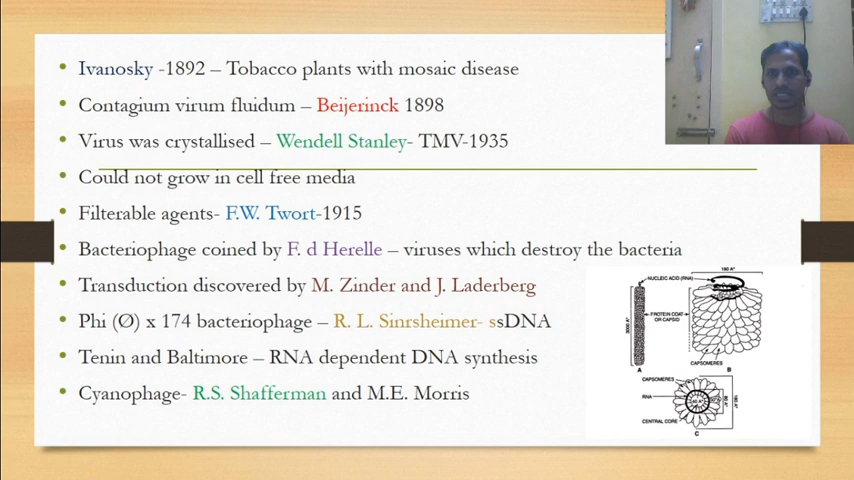 Ivanosky -1892 – Tobacco plants with mosaic disease
Contagium virum fluidum – Beijerinck 1898
Virus was crystallised – Wendell Stanley- TMV-1935
Could not grow in cell free media
Filterable agents- F.W. Twort-1915
Bacteriophage coined by F. d Herelle – viruses which destroy the bacteria
Transduction discovered by M. Zinder and J. Laderberg
Phi (Ø) x 174 bacteriophage – R. L. Sinrsheimer- ssDNA
Tenin and Baltimore – RNA dependent DNA synthesis
Cyanophage- R.S. Shafferman and M.E. Morris
NUCLEIC ACID (RNA)
PROTEIN COAT
OR CAPSID
CAPSOMERES
A
B
CAPSOMERES
RNA
CENTRAL CORE
C